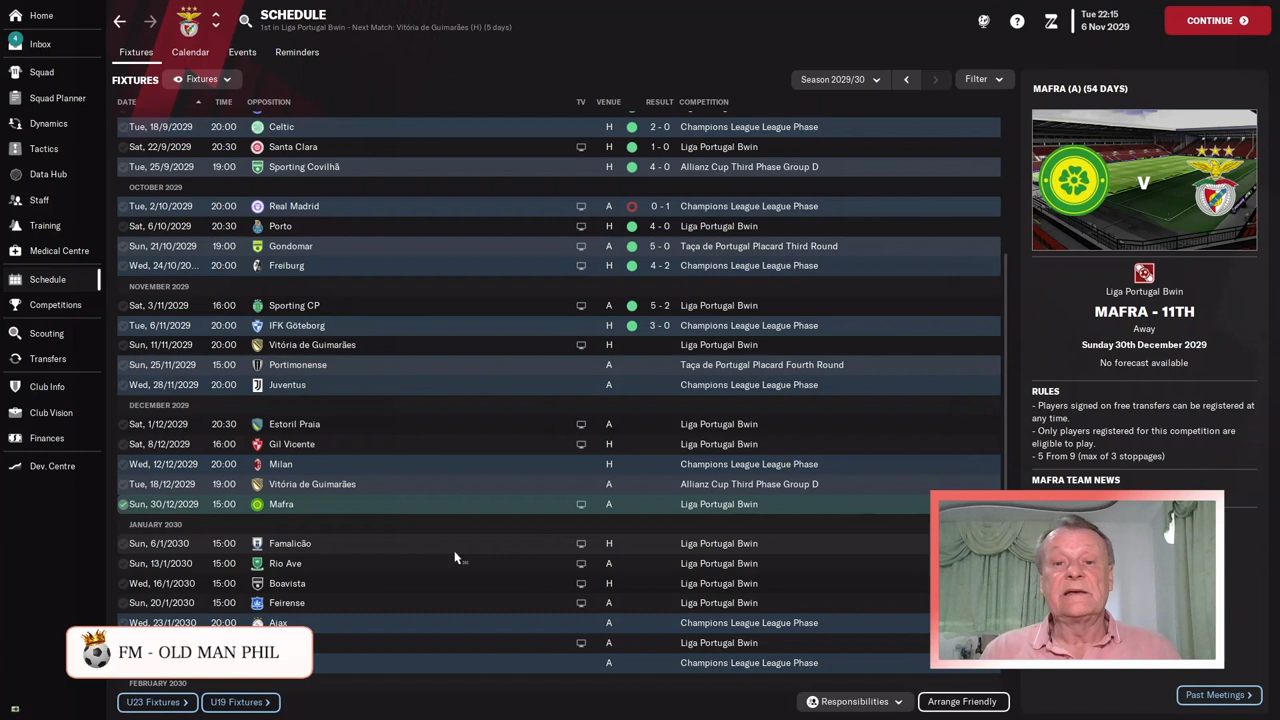 Home
SCHEDULE
1st in Liga Portugal Bwin - Next Match: Vitória de Guimarães (H) (5 days)
Tue 22:15
6 Nov 2029
CONTINUE
4
Inbox
Squad
Squad Planner
Dynamics
Tactics
Data Hub
Staff
Training
Medical Centre
Schedule
Competitions
Scouting
Transfers
Club Info
Club Vision
Finances
Dev. Centre
Fixtures Calendar Events Reminders
FIXTURES Fixtures Season 2029/30 Filter
DATE TIME OPPOSITION TV VENUE RESULT COMPETITION
Tue, 18/9/2029 20:00 Celtic H 2 - 0 Champions League League Phase
Sat, 22/9/2029 20:30 Santa Clara H 1 - 0 Liga Portugal Bwin
Tue, 25/9/2029 19:00 Sporting Covilhã H 4 - 0 Allianz Cup Third Phase Group D
OCTOBER 2029
Tue, 2/10/2029 20:00 Real Madrid A 0 - 1 Champions League League Phase
Sat, 6/10/2029 20:30 Porto H 4 - 0 Liga Portugal Bwin
Sun, 21/10/2029 19:00 Gondomar A 5 - 0 Taça de Portugal Placard Third Round
Wed, 24/10/20... 20:00 Freiburg H 4 - 2 Champions League League Phase
NOVEMBER 2029
Sat, 3/11/2029 16:00 Sporting CP A 5 - 2 Liga Portugal Bwin
Tue, 6/11/2029 20:00 IFK Göteborg H 3 - 0 Champions League League Phase
Sun, 11/11/2029 20:00 Vitória de Guimarães H Liga Portugal Bwin
Sun, 25/11/2029 15:00 Portimonense A Taça de Portugal Placard Fourth Round
Wed, 28/11/2029 20:00 Juventus A Champions League League Phase
DECEMBER 2029
Sat, 1/12/2029 20:30 Estoril Praia A Liga Portugal Bwin
Sat, 8/12/2029 16:00 Gil Vicente H Liga Portugal Bwin
Wed, 12/12/2029 20:00 Milan H Champions League League Phase
Tue, 18/12/2029 19:00 Vitória de Guimarães A Allianz Cup Third Phase Group D
Sun, 30/12/2029 15:00 Mafra A Liga Portugal Bwin
JANUARY 2030
Sun, 6/1/2030 15:00 Famalicão H Liga Portugal Bwin
Sun, 13/1/2030 15:00 Rio Ave A Liga Portugal Bwin
Wed, 16/1/2030 15:00 Boavista H Liga Portugal Bwin
Sun, 20/1/2030 15:00 Feirense A Liga Portugal Bwin
Wed, 23/1/2030 20:00 Ajax A Champions League League Phase
A Liga Portugal Bwin
A Champions League League Phase
FEBRUARY 2030
FM - OLD MAN PHIL
U23 Fixtures U19 Fixtures Responsibilities Arrange Friendly
MAFRA (A) (54 DAYS)
V
Liga Portugal Bwin
MAFRA - 11TH
Away
Sunday 30th December 2029
No forecast available
RULES
- Players signed on free transfers can be registered at
any time.
- Only players registered for this competition are
eligible to play.
- 5 From 9 (max of 3 stoppages)
MAFRA TEAM NEWS
Past Meetings